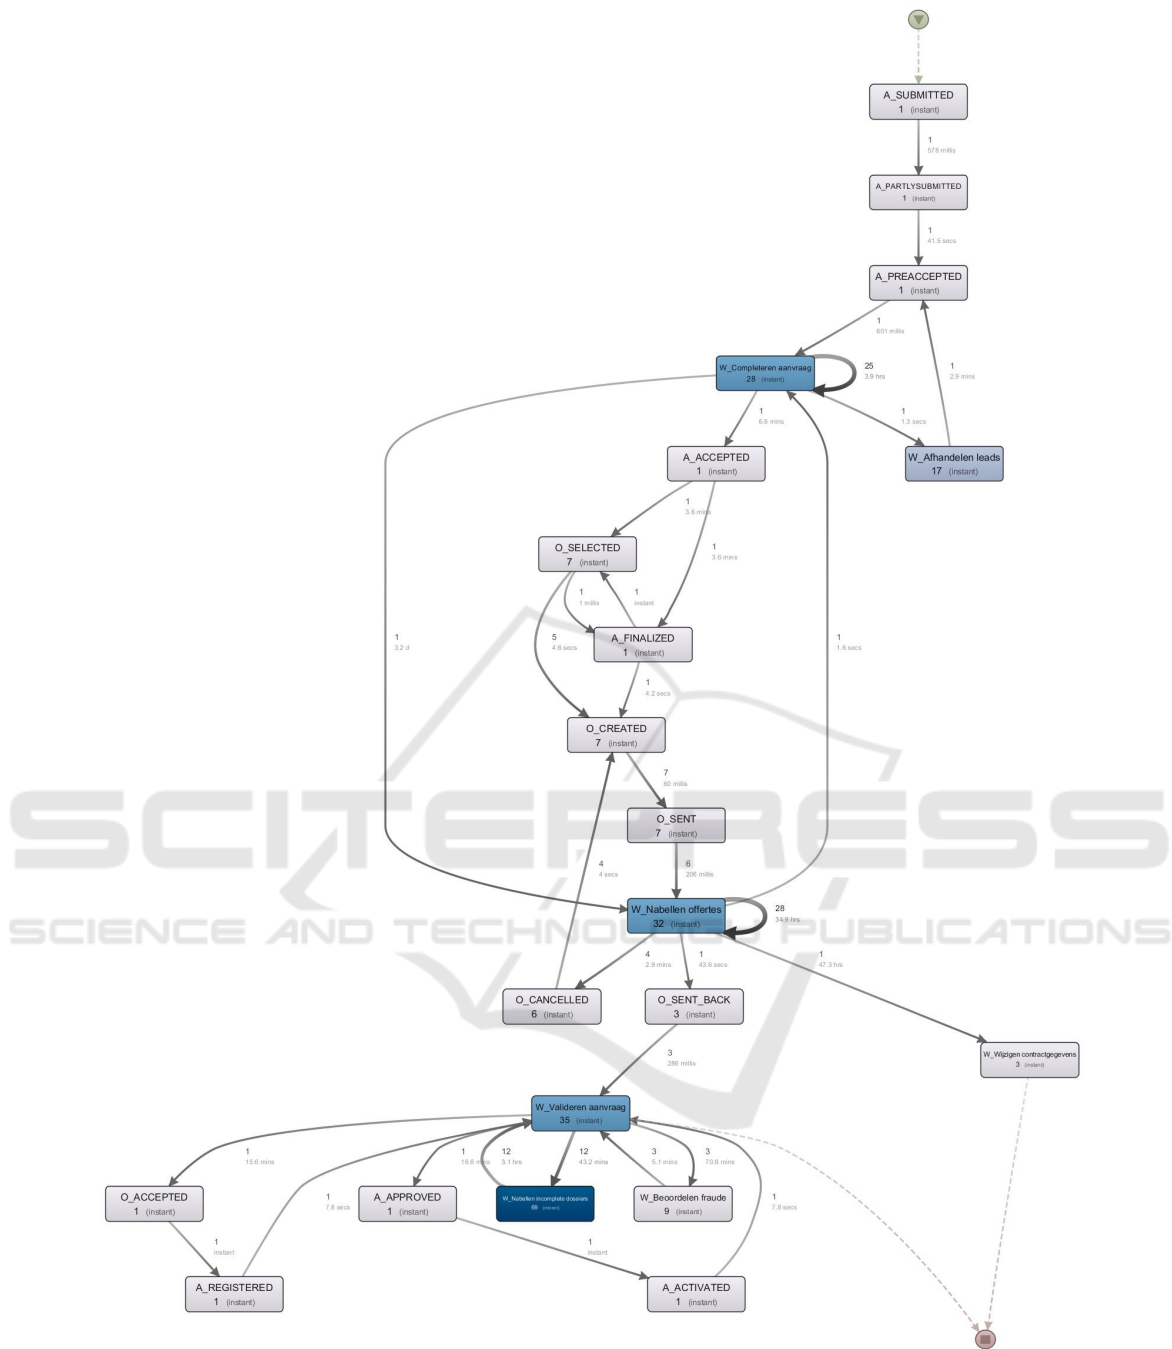 A_SUBMITTED
1 (instant)
1
578 millis
A_PARTLYSUBMITTED
1 (instant)
1
41.5 secs
A_PREACCEPTED
1 (instant)
1
601 millis
W_Completeren aanvraag
28 (instant)
25
3.9 hrs
1
2.9 mins
1
6.6 mins
1
1.3 secs
A_ACCEPTED
1 (instant)
W_Afhandelen leads
17 (instant)
1
3.6 mins
1
3.6 mins
O_SELECTED
7 (instant)
1
1 millis
1
instant
5
4.6 secs
A_FINALIZED
1 (instant)
1
3.2 d
1
1.6 secs
1
4.2 secs
O_CREATED
7 (instant)
7
60 millis
SCITEPRESS
O_SENT
7 (instant)
4
4 secs
6
206 millis
W_Nabellen offertes
32 (instant)
28
34.9 hrs
SCIENCE AND TECHNOLOGY PUBLICATIONS
4
2.9 mins
1
43.6 secs
1
47.3 hrs
O_CANCELLED
6 (instant)
O_SENT_BACK
3 (instant)
3
286 millis
W_Wijzigen contractgegevens
3 (instant)
W_Valideren aanvraag
35 (instant)
1
15.6 mins
1
16.6 mins
12
3.1 hrs
12
43.2 mins
3
5.1 mins
3
70.8 mins
O_ACCEPTED
1 (instant)
1
7.8 secs
A_APPROVED
1 (instant)
W_Nabellen incomplete dossiers
(instant)
W_Beoordelen fraude
9 (instant)
1
7.8 secs
1
instant
1
instant
A_REGISTERED
1 (instant)
A_ACTIVATED
1 (instant)